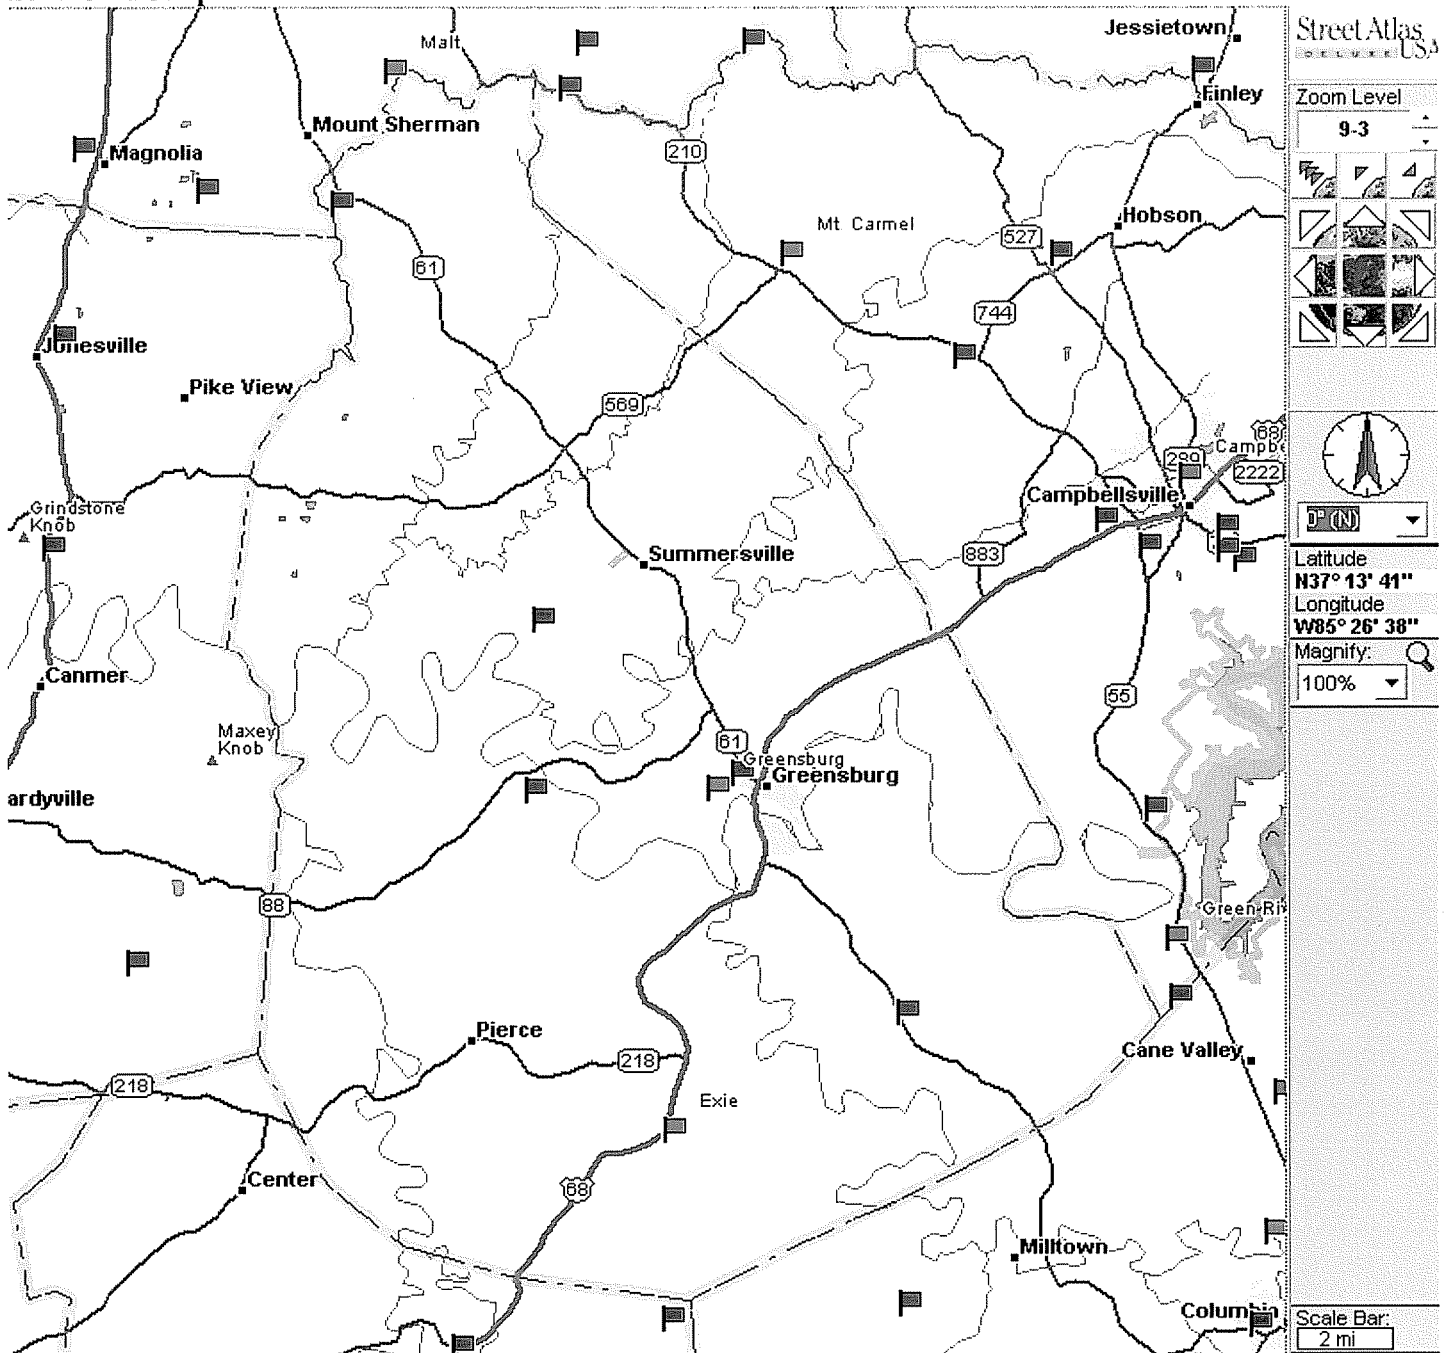 Jessietown
Street Atlas
DELUXE USA
Malt
Finley
Zoom Level
9-3
Mount Sherman
Magnolia
210
Hobson
Mt Carmel
527
61
744
Jonesville
Pike View
569
68
289
2222
Campbellsville
Grindstone
Knob
0° (N)
Summersville
883
Latitude
N37° 13' 41"
Longitude
W85° 26' 38"
Magnify:
100%
Canmer
55
Maxey
Knob
61
Greensburg
Greensburg
ardyville
88
Green Ri
Pierce
Cane Valley
218
218
Exie
Center
68
Milltown
Scale Bar:
2 mi